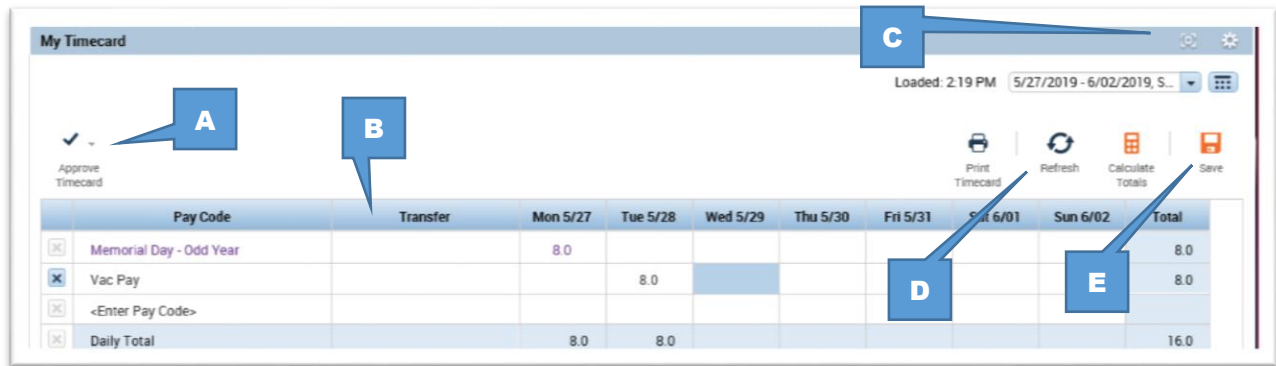 C
My Timecard
Loaded: 2:19 PM 5/27/2019 - 6/02/2019, S...
A
B
Approve
Timecard
Print
Timecard
Refresh
Calculate
Totals
Save
Pay Code Transfer Mon 5/27 Tue 5/28 Wed 5/29 Thu 5/30 Fri 5/31 Sat 6/01 Sun 6/02 Total
Memorial Day - Odd Year 8.0 8.0
Vac Pay 8.0 8.0
D
E
<Enter Pay Code>
Daily Total 8.0 8.0 16.0